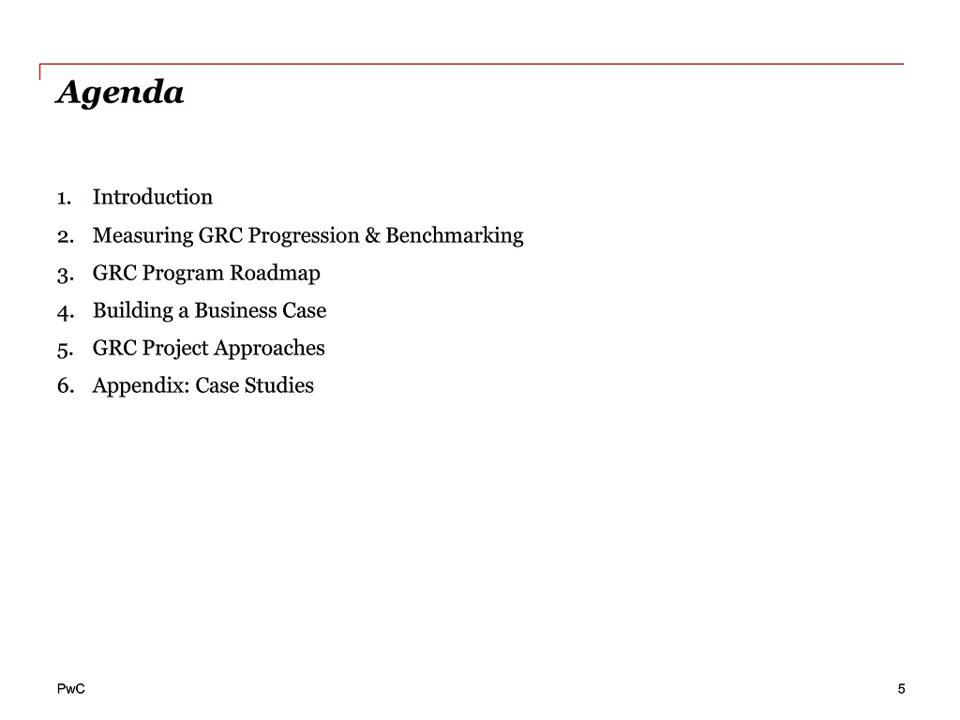 Agenda
1. Introduction
2. Measuring GRC Progression & Benchmarking
3. GRC Program Roadmap
4. Building a Business Case
5. GRC Project Approaches
6. Appendix: Case Studies
PwC 5